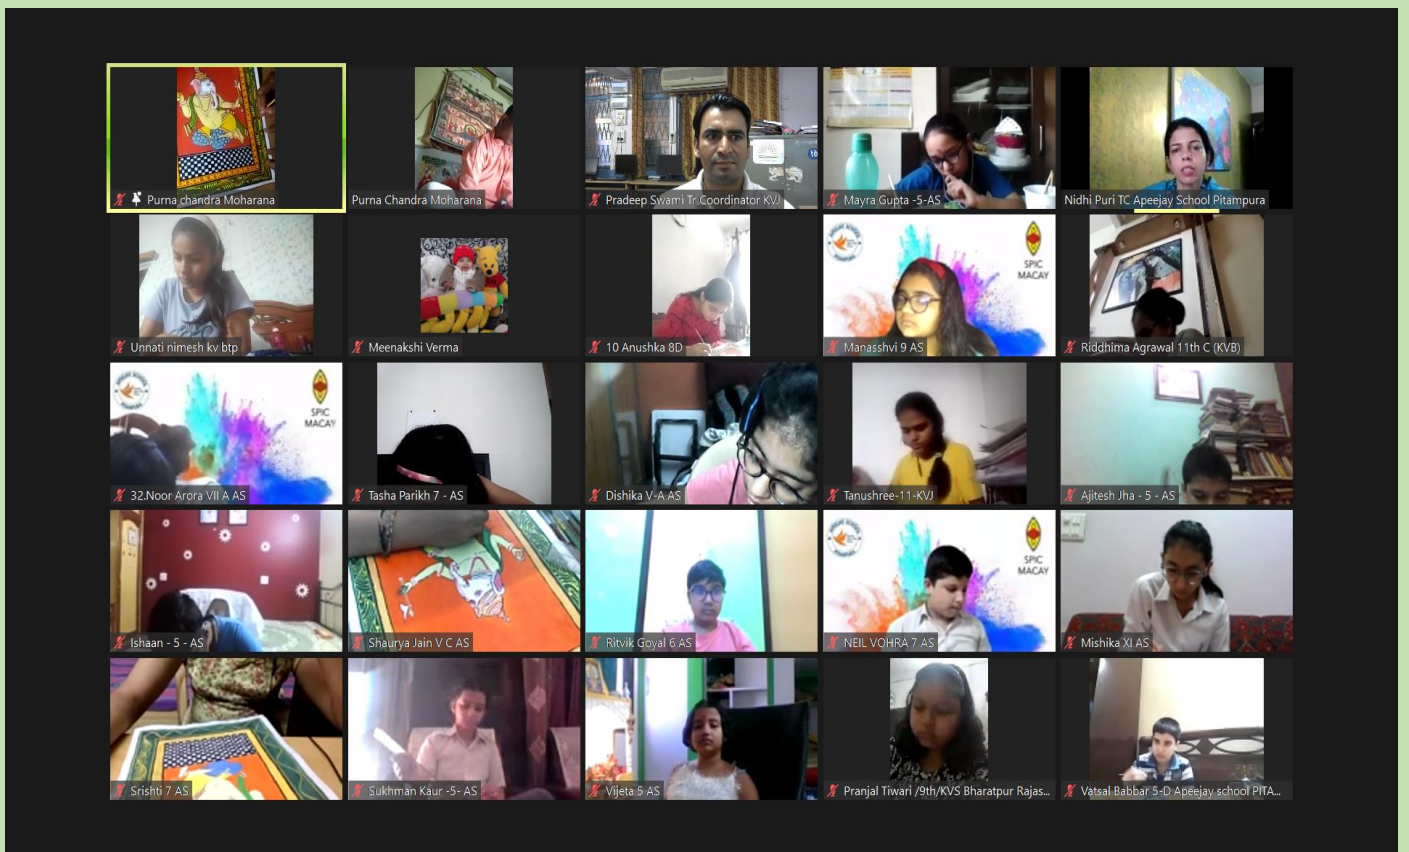 Purna chandra Moharana
Purna Chandra Moharana
Pradeep Swami Tr Coordinator KVJ
Mayra Gupta -5-AS
Nidhi Puri TC Apeejay School Pitampura
Unnati nimesh kv btp
Meenakshi Verma
10 Anushka 8D
SPIC
MACAY
Manasshvi 9 AS
Riddhima Agrawal 11th C (KVB)
SPIC
MACAY
32.Noor Arora VII A AS
Tasha Parikh 7 - AS
Dishika V-A AS
Tanushree-11-KVJ
Ajitesh Jha - 5 - AS
Ishaan - 5 - AS
Shaurya Jain V C AS
Ritvik Goyal 6 AS
SPIC
MACAY
NEIL VOHRA 7 AS
Mishika XI AS
Srishti 7 AS
Sukhman Kaur -5- AS
Vijeta 5 AS
Pranjal Tiwari /9th/KVS Bharatpur Rajas...
Vatsal Babbar 5-D Apeejay school PITA...